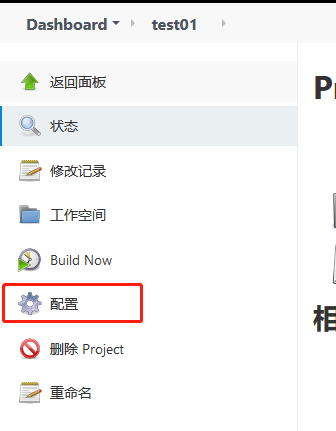 Dashboard test01
返回面板
状态
修改记录
工作空间
Build Now
配置
删除 Project
重命名